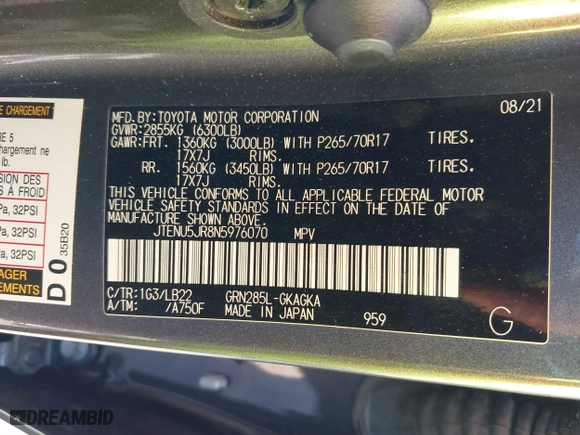 E CHARGEMENT
RE 5
hargement ne
lb.
SION DES
À FROID
Pa, 32PSI
Pa, 32PSI
AGER
NEMENTS
D 0
35B20
08/21
MFD.BY:TOYOTA MOTOR CORPORATION
GVWR:2855KG (6300LB)
GAWR:FRT. 1360KG (3000LB) WITH P265/70R17 TIRES.
17X7J RIMS.
RR. 1560KG (3450LB) WITH P265/70R17 TIRES.
17X7J RIMS.
THIS VEHICLE CONFORMS TO ALL APPLICABLE FEDERAL MOTOR
VEHICLE SAFETY STANDARDS IN EFFECT ON THE DATE OF
MANUFACTURE SHOWN ABOVE.
JTENU5JR8N5976070 MPV
C/TR:1G3/LB22 GRN285L-GKAGKA
A/TM: /A750F MADE IN JAPAN 959 G
DREAMBID